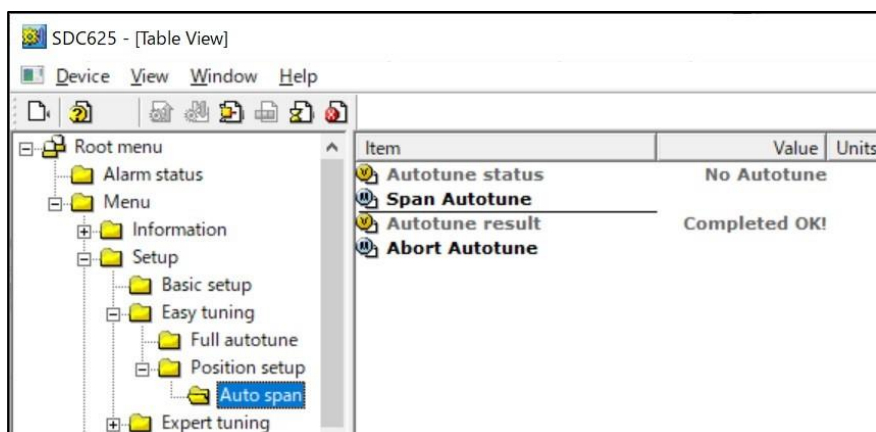 SDC625 - [Table View]
Device View Window Help
Root menu
Alarm status
Menu
Information
Setup
Basic setup
Easy tuning
Full autotune
Position setup
Auto span
Expert tuning
Item Value Units
Autotune status No Autotune
Span Autotune
Autotune result Completed OK!
Abort Autotune